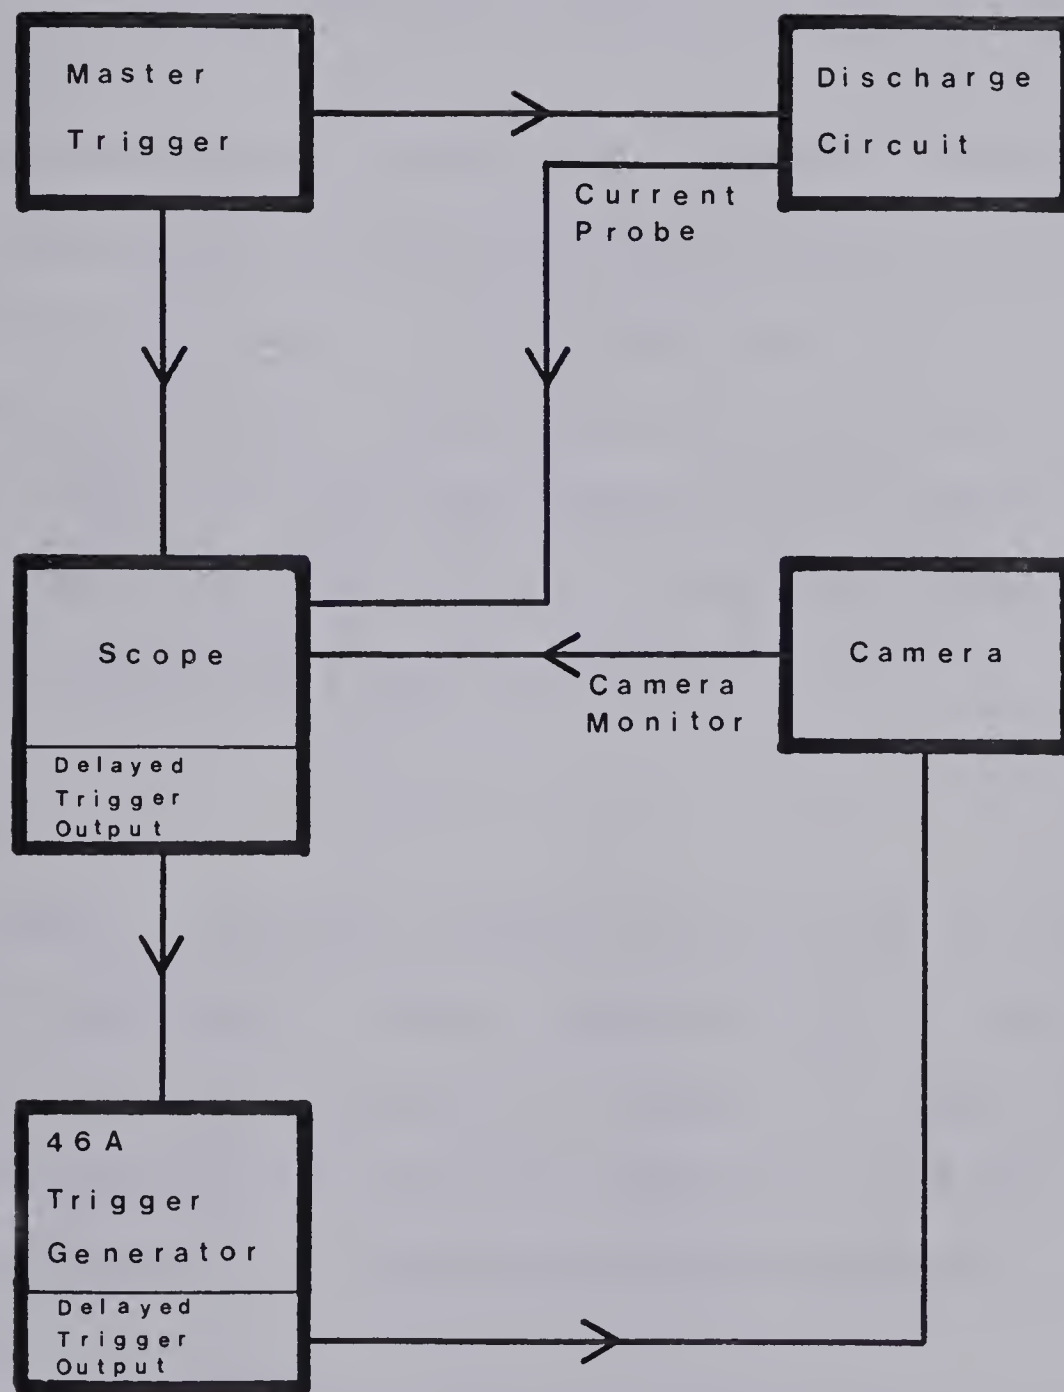 Master
Trigger
Discharge
Circuit
Current
Probe
Scope
Delayed
Trigger
Output
Camera
Monitor
Camera
46A
Trigger
Generator
Delayed
Trigger
Output